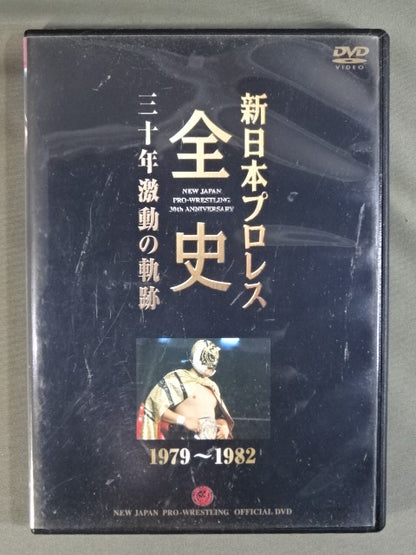 DVD
VIDEO
新日本プロレス
全史
NEW JAPAN
PRO-WRESTLING
30th ANNIVERSARY
三十年激動の軌跡
1979～1982
NEW JAPAN PRO-WRESTLING OFFICIAL DVD